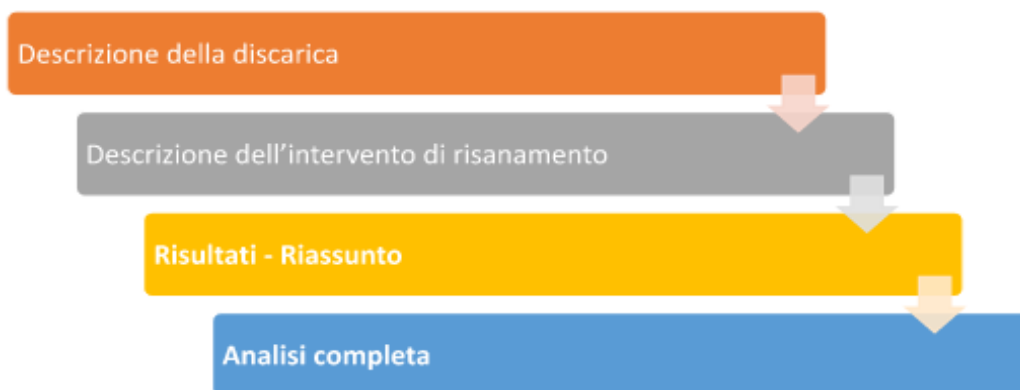 Descrizione della discarica
Descrizione dell’intervento di risanamento
Risultati - Riassunto
Analisi completa